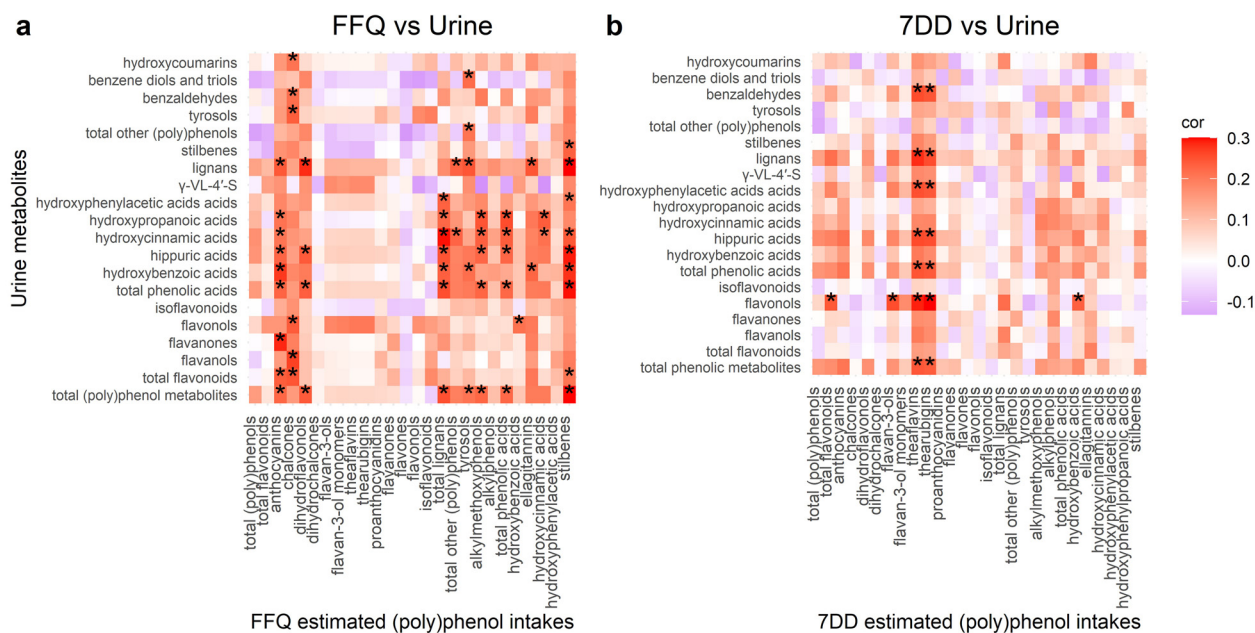 a
FFQ vs Urine
Urine metabolites
hydroxycoumarins
benzene diols and triols
benzaldehydes
tyrosols
total other (poly)phenols
stilbenes
lignans
γ-VL-4′-S
hydroxyphenylacetic acids acids
hydroxypropanoic acids
hydroxycinnamic acids
hippuric acids
hydroxybenzoic acids
total phenolic acids
isoflavonoids
flavonols
flavanones
flavanols
total flavonoids
total (poly)phenol metabolites
total (poly)phenols
total flavonoids
anthocyanins
chalcones
dihydroflavonols
dihydrochalcones
flavan-3-ols
flavan-3-ol monomers
theaflavins
thearubigins
proanthocyanidins
flavanones
flavones
flavonols
isoflavonoids
total lignans
total other (poly)phenols
tyrosols
alkylmethoxyphenols
alkylphenols
total phenolic acids
hydroxybenzoic acids
ellagitannins
hydroxycinnamic acids
hydroxyphenylacetic acids
stilbenes
FFQ estimated (poly)phenol intakes
b
7DD vs Urine
hydroxycoumarins
benzene diols and triols
benzaldehydes
tyrosols
total other (poly)phenols
stilbenes
lignans
γ-VL-4′-S
hydroxyphenylacetic acids acids
hydroxypropanoic acids
hydroxycinnamic acids
hippuric acids
hydroxybenzoic acids
total phenolic acids
isoflavonoids
flavonols
flavanones
flavanols
total flavonoids
total phenolic metabolites
total (poly)phenols
total flavonoids
anthocyanins
chalcones
dihydroflavonols
dihydrochalcones
flavan-3-ols
flavan-3-ol monomers
theaflavins
thearubigins
proanthocyanidins
flavanones
flavones
flavonols
isoflavonoids
total lignans
total other (poly)phenols
tyrosols
alkylmethoxyphenols
alkylphenols
total phenolic acids
hydroxybenzoic acids
ellagitannins
hydroxycinnamic acids
hydroxyphenylacetic acids
hydroxyphenylpropanoic acids
stilbenes
7DD estimated (poly)phenol intakes
cor
0.3
0.2
0.1
0.0
-0.1